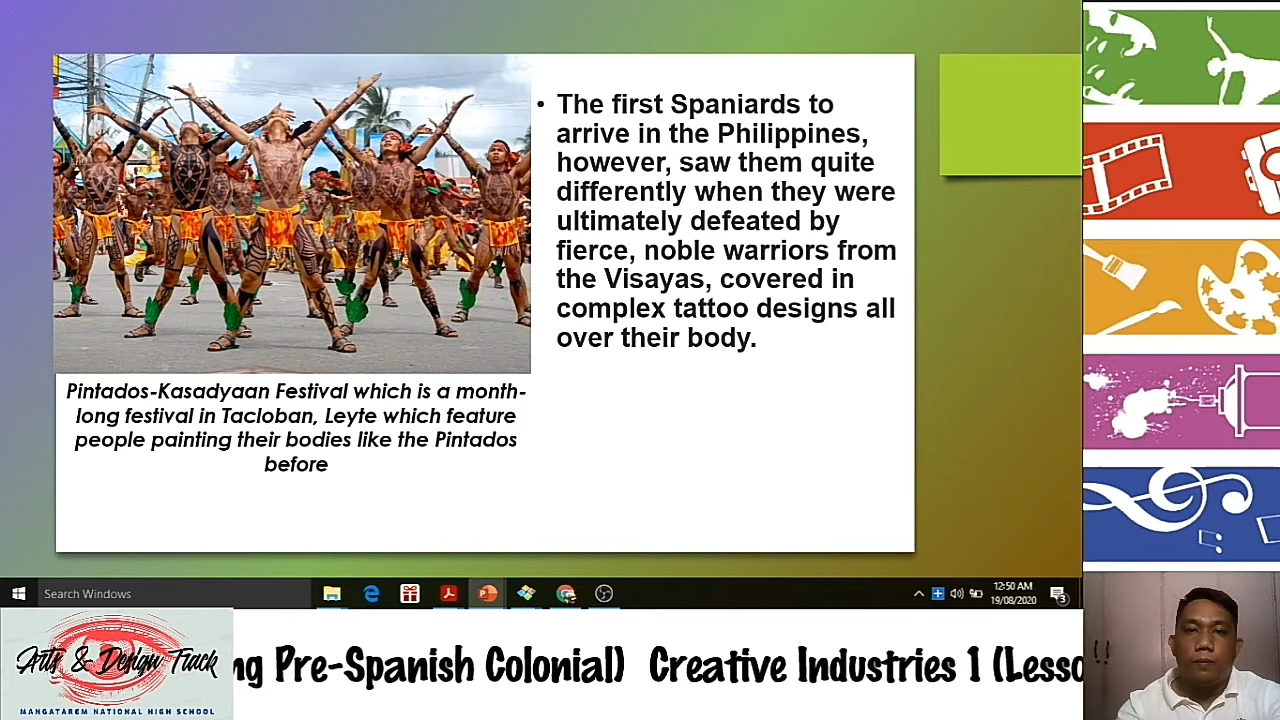 The first Spaniards to
arrive in the Philippines,
however, saw them quite
differently when they were
ultimately defeated by
fierce, noble warriors from
the Visayas, covered in
complex tattoo designs all
over their body.
Pintados-Kasadyaan Festival which is a month-
long festival in Tacloban, Leyte which feature
people painting their bodies like the Pintados
before
Search Windows
12:50 AM
19/08/2020
3
Arts & Design Track
MANGATAREM NATIONAL HIGH SCHOOL
ng Pre-Spanish Colonial) Creative Industries 1 (Lesso